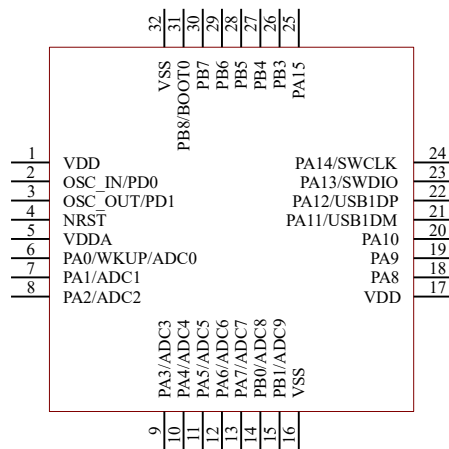 32 31 30 29 28 27 26 25
VSS
PB8/BOOT0
PB7
PB6
PB5
PB4
PB3
PA15
1 VDD
2 OSC_IN/PD0
3 OSC_OUT/PD1
4 NRST
5 VDDA
6 PA0/WKUP/ADC0
7 PA1/ADC1
8 PA2/ADC2
PA14/SWCLK 24
PA13/SWDIO 23
PA12/USB1DP 22
PA11/USB1DM 21
PA10 20
PA9 19
PA8 18
VDD 17
PA3/ADC3
PA4/ADC4
PA5/ADC5
PA6/ADC6
PA7/ADC7
PB0/ADC8
PB1/ADC9
VSS
9 10 11 12 13 14 15 16